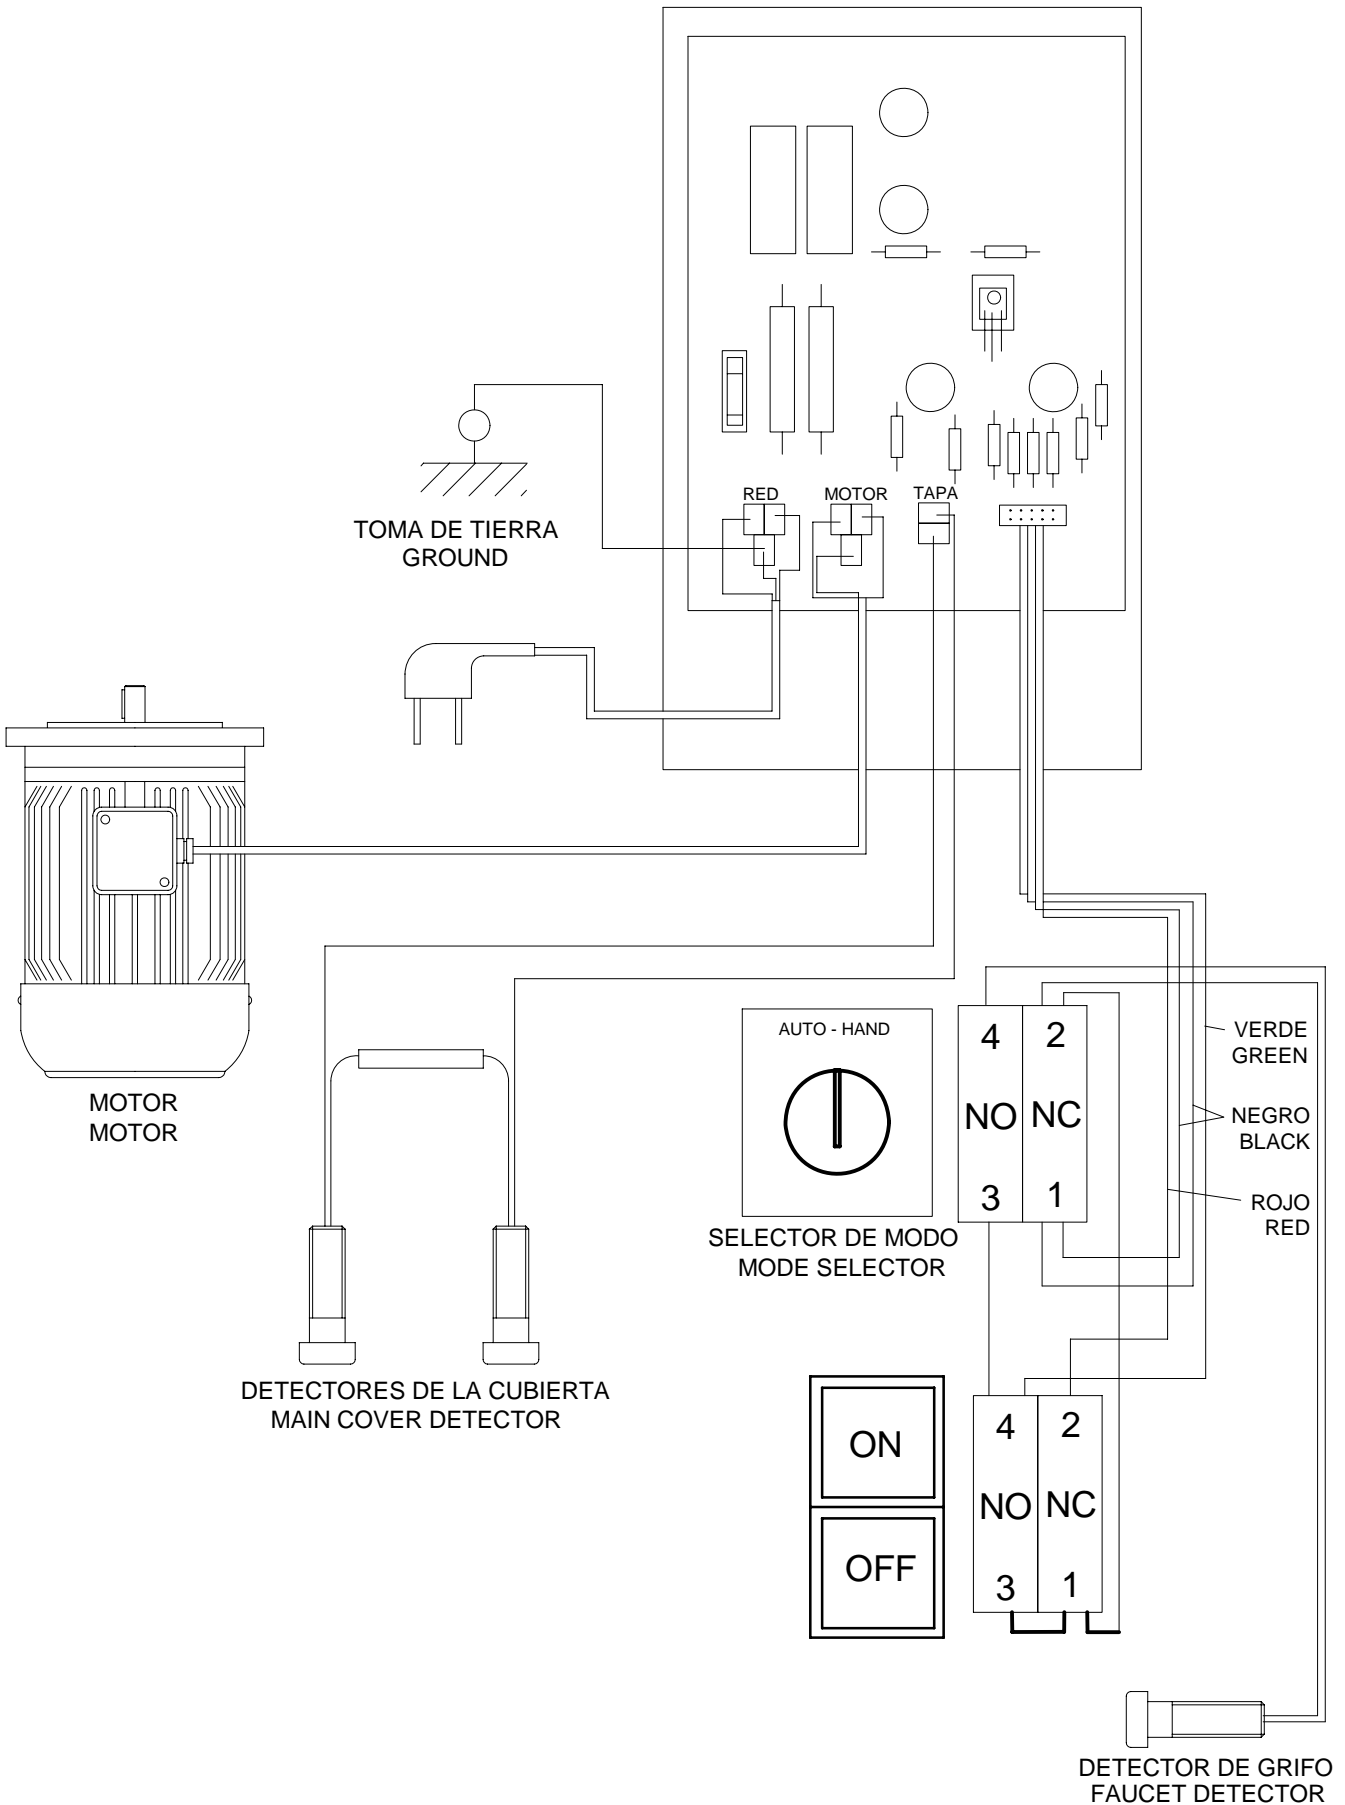 RED
MOTOR
TAPA
TOMA DE TIERRA
GROUND
MOTOR
MOTOR
AUTO - HAND
4
2
NO
NC
3
1
VERDE
GREEN
NEGRO
BLACK
ROJO
RED
SELECTOR DE MODO
MODE SELECTOR
DETECTORES DE LA CUBIERTA
MAIN COVER DETECTOR
ON
OFF
4
2
NO
NC
3
1
DETECTOR DE GRIFO
FAUCET DETECTOR